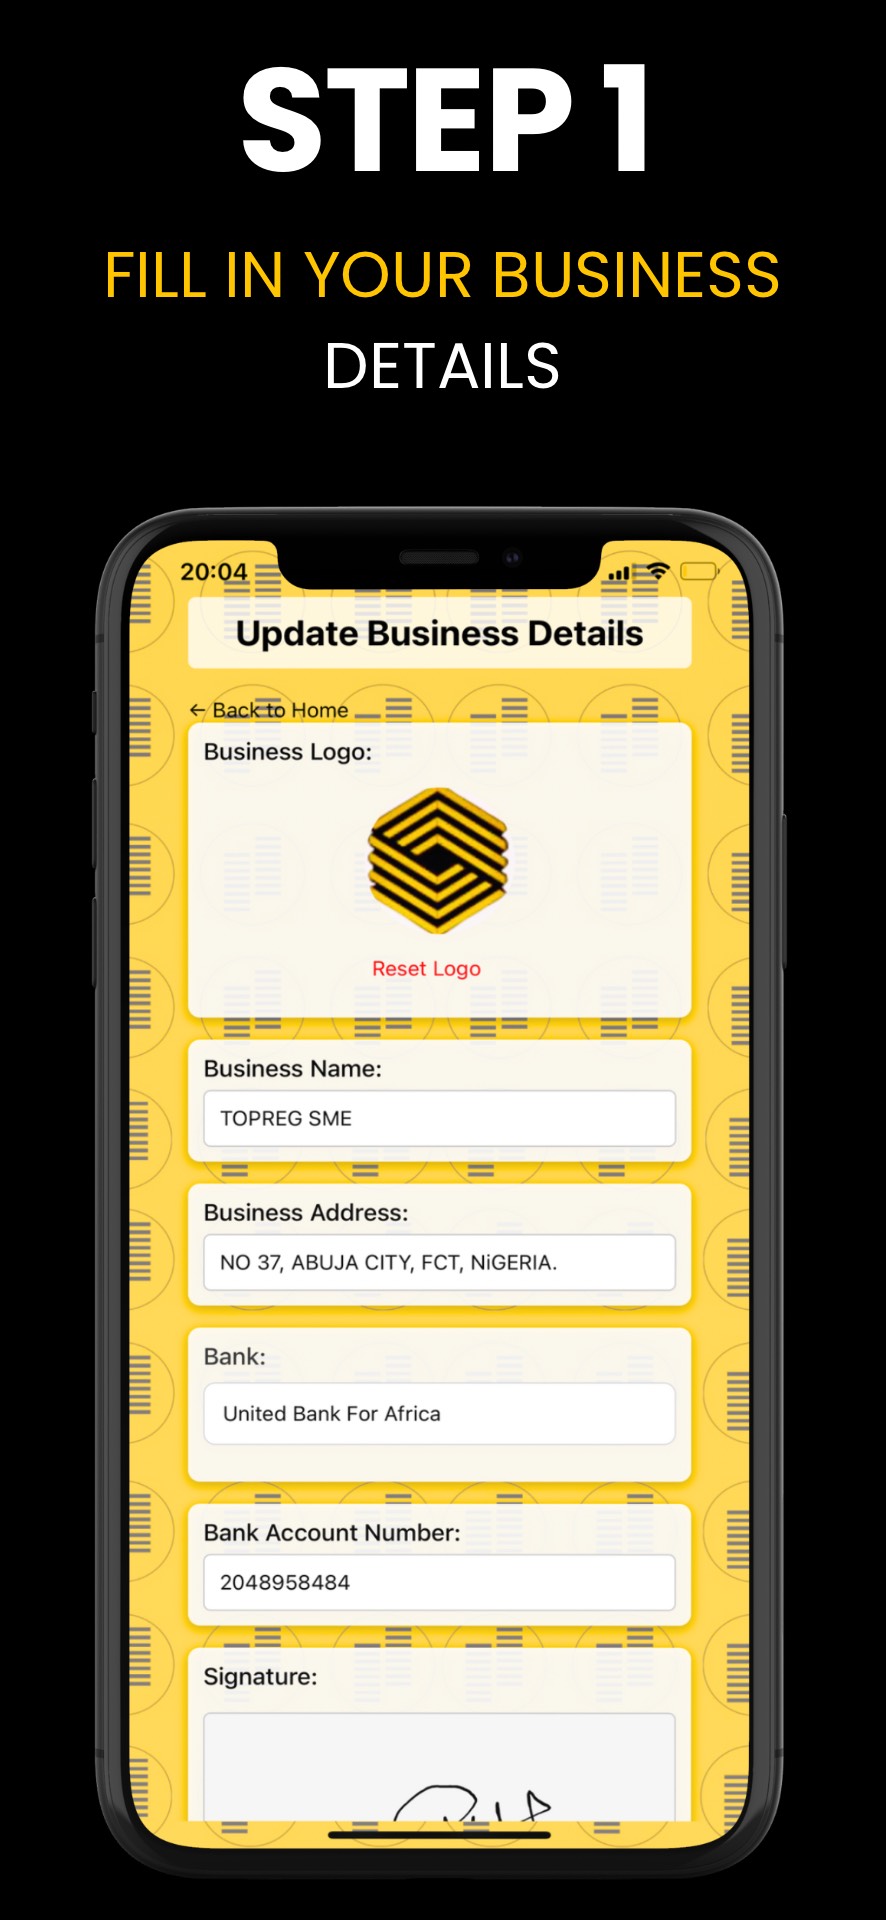 STEP 1
FILL IN YOUR BUSINESS
DETAILS
20:04
Update Business Details
← Back to Home
Business Logo:
Reset Logo
Business Name:
TOPREG SME
Business Address:
NO 37, ABUJA CITY, FCT, NiGERIA.
Bank:
United Bank For Africa
Bank Account Number:
2048958484
Signature: